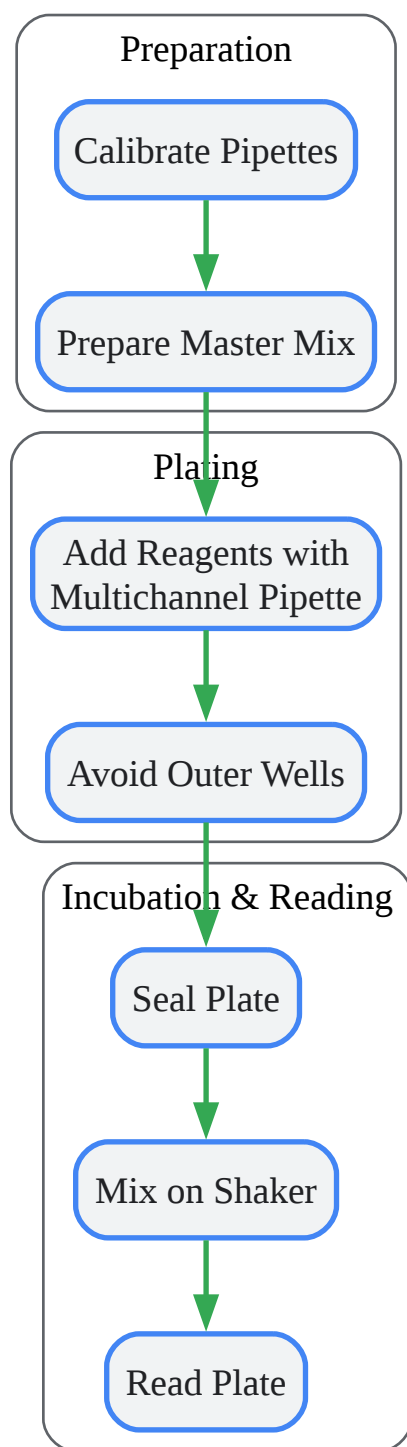 Preparation
Calibrate Pipettes
Prepare Master Mix
Plating
Add Reagents with
Multichannel Pipette
Avoid Outer Wells
Incubation & Reading
Seal Plate
Mix on Shaker
Read Plate